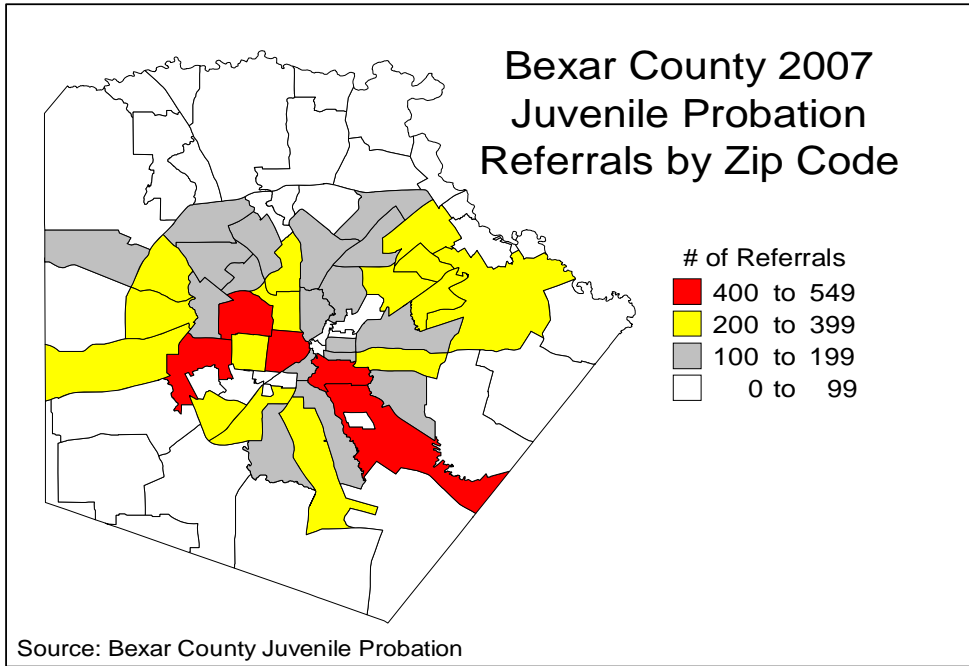 Bexar County 2007
Juvenile Probation
Referrals by Zip Code
# of Referrals
400 to 549
200 to 399
100 to 199
0 to 99
Source: Bexar County Juvenile Probation